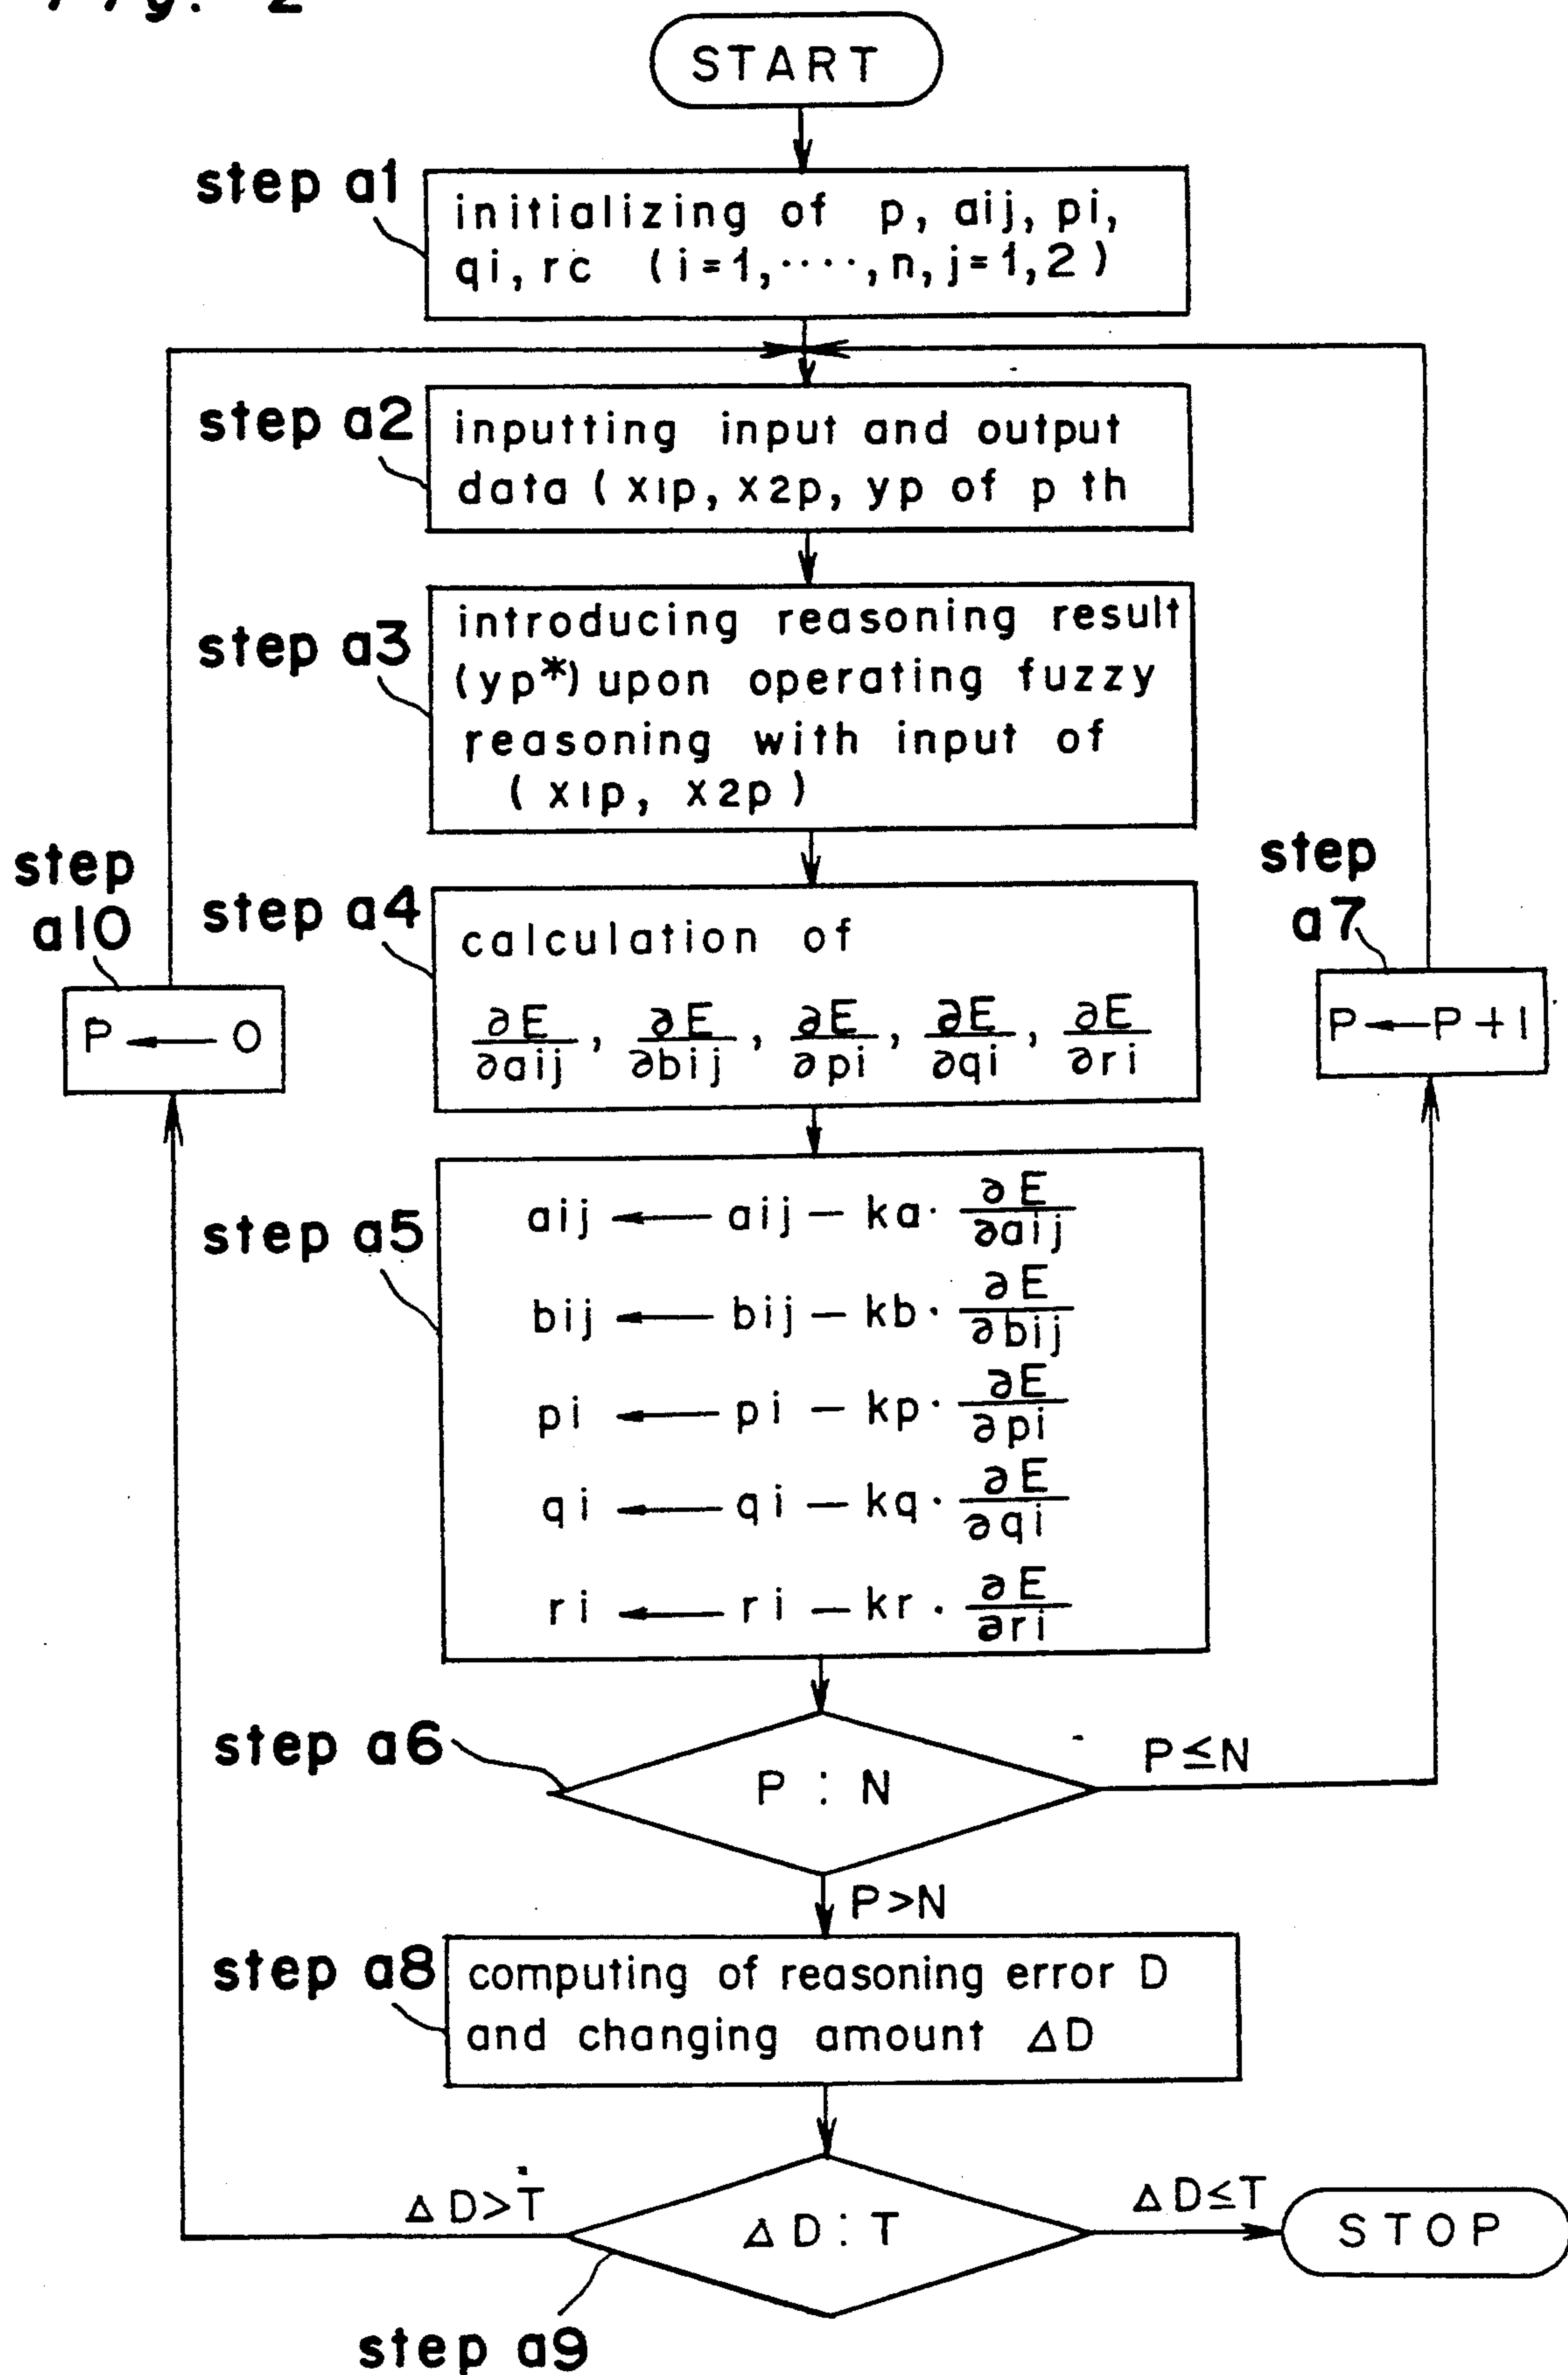 Fig. 2
START
step a1
initializing of p, aij, pi,
qi, rc (i=1,····, n, j=1,2)
step a2
inputting input and output
data (x1p, x2p, yp of p th
step a3
introducing reasoning result
(yp*) upon operating fuzzy
reasoning with input of
(x1p, x2p)
step
a10
P ← 0
step a4
calculation of
∂E/∂aij, ∂E/∂bij, ∂E/∂pi, ∂E/∂qi, ∂E/∂ri
step
a7
P ← P + 1
step a5
aij ← aij − ka · ∂E/∂aij
bij ← bij − kb · ∂E/∂bij
pi ← pi − kp · ∂E/∂pi
qi ← qi − kq · ∂E/∂qi
ri ← ri − kr · ∂E/∂ri
step a6
P : N
P≤N
P>N
step a8
computing of reasoning error D
and changing amount ΔD
ΔD>T
ΔD : T
ΔD≤T
STOP
step a9